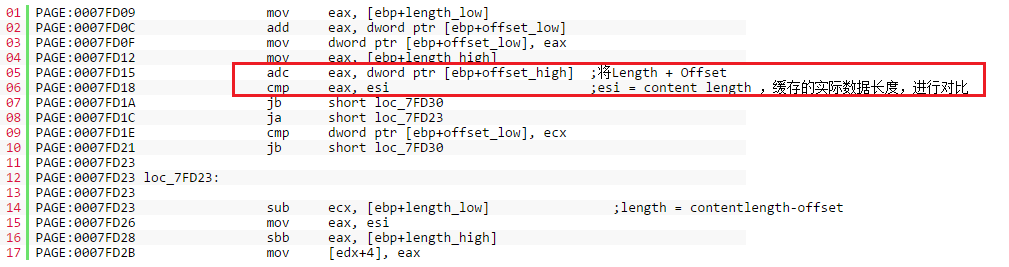 01 PAGE:0007FD09 mov eax, [ebp+length_low]
02 PAGE:0007FD0C add eax, dword ptr [ebp+offset_low]
03 PAGE:0007FD0F mov dword ptr [ebp+offset_low], eax
04 PAGE:0007FD12 mov eax, [ebp+length_high]
05 PAGE:0007FD15 adc eax, dword ptr [ebp+offset_high] ;将Length + Offset
06 PAGE:0007FD18 cmp eax, esi ;esi = content length ，缓存的实际数据长度，进行对比
07 PAGE:0007FD1A jb short loc_7FD30
08 PAGE:0007FD1C ja short loc_7FD23
09 PAGE:0007FD1E cmp dword ptr [ebp+offset_low], ecx
10 PAGE:0007FD21 jb short loc_7FD30
11 PAGE:0007FD23
12 PAGE:0007FD23 loc_7FD23:
13 PAGE:0007FD23
14 PAGE:0007FD23 sub ecx, [ebp+length_low] ;length = contentlength-offset
15 PAGE:0007FD26 mov eax, esi
16 PAGE:0007FD28 sbb eax, [ebp+length_high]
17 PAGE:0007FD2B mov [edx+4], eax